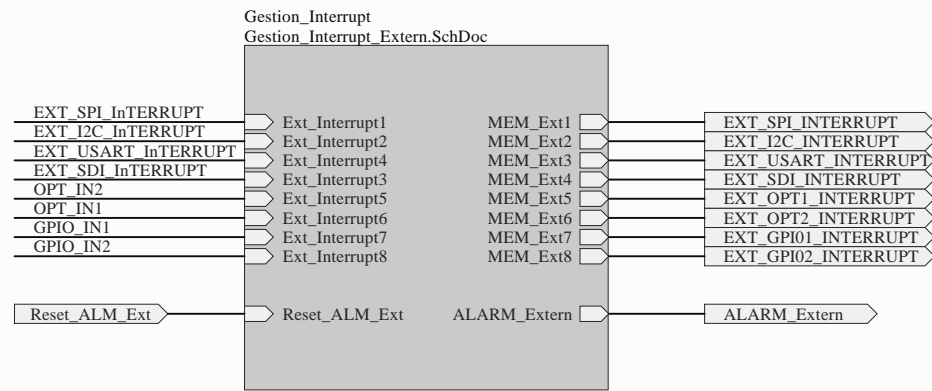 Gestion_Interrupt
Gestion_Interrupt_Extern.SchDoc
EXT_SPI_InTERRUPT Ext_Interrupt1 MEM_Ext1 EXT_SPI_INTERRUPT
EXT_I2C_InTERRUPT Ext_Interrupt2 MEM_Ext2 EXT_I2C_INTERRUPT
EXT_USART_InTERRUPT Ext_Interrupt4 MEM_Ext3 EXT_USART_INTERRUPT
EXT_SDI_InTERRUPT Ext_Interrupt3 MEM_Ext4 EXT_SDI_INTERRUPT
OPT_IN2 Ext_Interrupt5 MEM_Ext5 EXT_OPT1_INTERRUPT
OPT_IN1 Ext_Interrupt6 MEM_Ext6 EXT_OPT2_INTERRUPT
GPIO_IN1 Ext_Interrupt7 MEM_Ext7 EXT_GPI01_INTERRUPT
GPIO_IN2 Ext_Interrupt8 MEM_Ext8 EXT_GPI02_INTERRUPT
Reset_ALM_Ext Reset_ALM_Ext ALARM_Extern ALARM_Extern